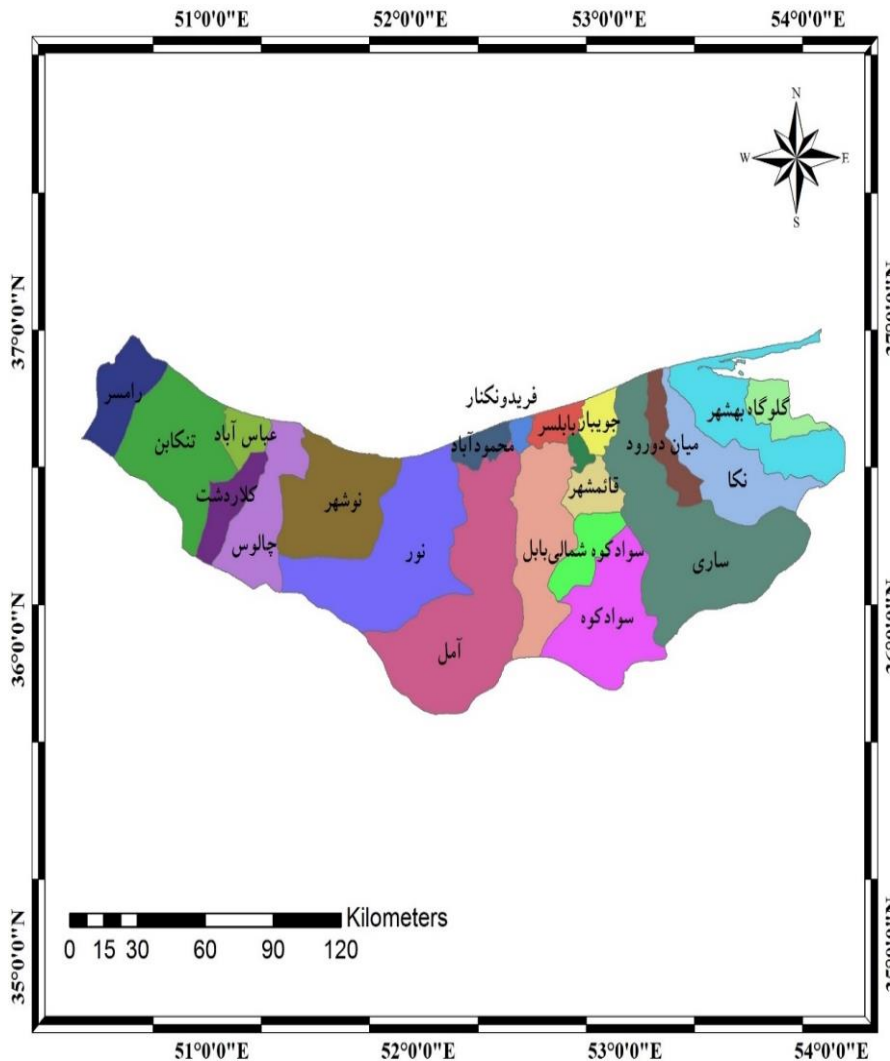 51°0'0"E 52°0'0"E 53°0'0"E 54°0'0"E
N
W E
S
37°0'0"N
فریدونکنار
رامسر
گلوگاه
بهشهر
جویبار
بابلسر
عباس آباد
تنکابن
میان دورود
محمودآباد
نکا
قائمشهر
کلاردشت
نوشهر
چالوس
نور
بابل
سوادکوه شمالی
ساری
36°0'0"N
سوادکوه
آمل
Kilometers
0 15 30 60 90 120
35°0'0"N
51°0'0"E 52°0'0"E 53°0'0"E 54°0'0"E